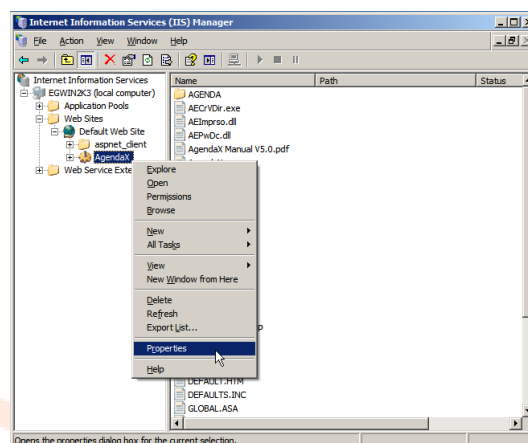 Internet Information Services (IIS) Manager
File Action View Window Help
Internet Information Services
EGWIN2K3 (local computer)
Application Pools
Web Sites
Default Web Site
aspnet_client
AgendaX
Web Service Exte
Name Path Status
AGENDA
AECrVDir.exe
AEImprso.dll
AEPwDc.dll
AgendaX Manual V5.0.pdf
Explore
Open
Permissions
Browse
New
All Tasks
View
New Window from Here
Delete
Refresh
Export List...
Properties
Help
DEFAULT.HTM
DEFAULTS.INC
GLOBAL.ASA
Opens the properties dialog box for the current selection.